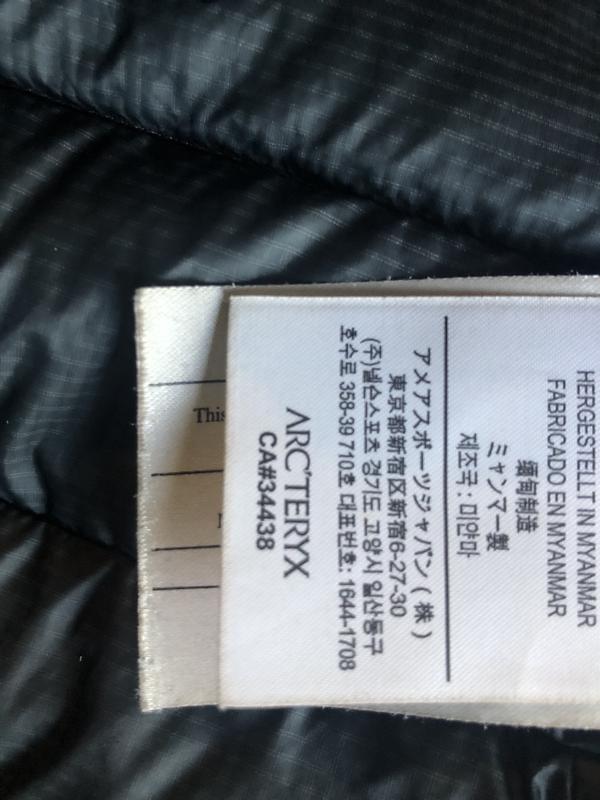 HERGESTELLT IN MYANMAR
FABRICADO EN MYANMAR
缅甸制造
ミャンマー製
제조국 : 미얀마
アメアスポーツジャパン ( 株 )
東京都新宿区新宿6-27-30
(주)넬슨스포츠 경기도 고양시 일산동구
호수로 358-39 710호 대표번호: 1644-1708
ARC'TERYX
CA#34438
This